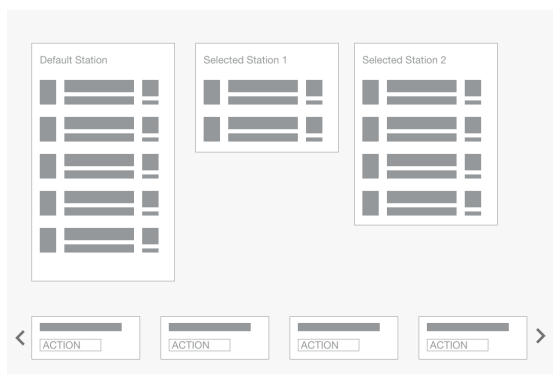 Default Station
Selected Station 1
Selected Station 2
ACTION
ACTION
ACTION
ACTION